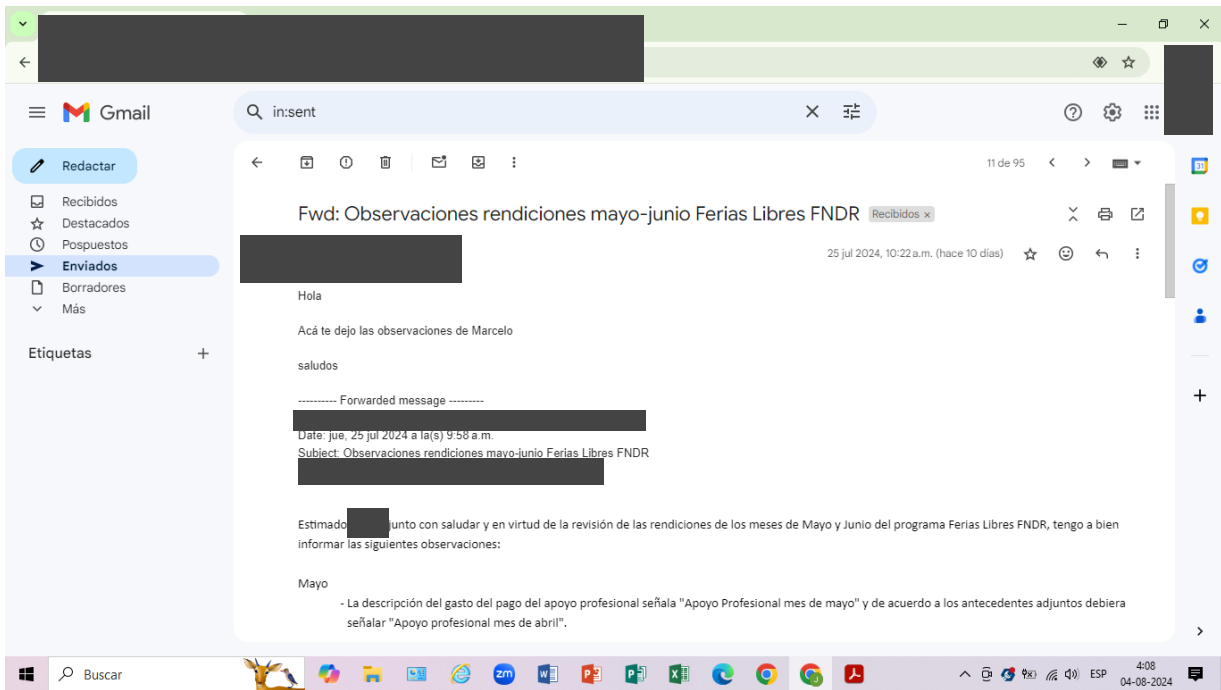 Gmail
in:sent
Redactar
11 de 95
Recibidos
Destacados
Pospuestos
Enviados
Borradores
Más
Etiquetas
Fwd: Observaciones rendiciones mayo-junio Ferias Libres FNDR Recibidos x
25 jul 2024, 10:22 a.m. (hace 10 días)
Hola
Acá te dejo las observaciones de Marcelo
saludos
---------- Forwarded message ---------
Date: jue, 25 jul 2024 a la(s) 9:58 a.m.
Subject: Observaciones rendiciones mayo-junio Ferias Libres FNDR
Estimado junto con saludar y en virtud de la revisión de las rendiciones de los meses de Mayo y Junio del programa Ferias Libres FNDR, tengo a bien
informar las siguientes observaciones:
Mayo
- La descripción del gasto del pago del apoyo profesional señala "Apoyo Profesional mes de mayo" y de acuerdo a los antecedentes adjuntos debiera
señalar "Apoyo profesional mes de abril".
31
Buscar
zm
ESP
4:08
04-08-2024